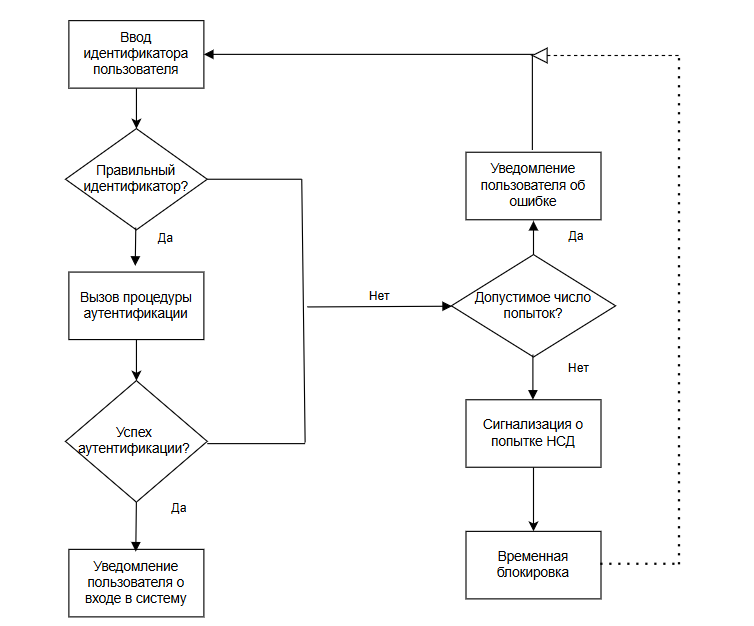 Ввод
идентификатора
пользователя
Правильный
идентификатор?
Да
Вызов процедуры
аутентификации
Успех
аутентификации?
Да
Уведомление
пользователя о
входе в систему
Нет
Уведомление
пользователя об
ошибке
Да
Допустимое число
попыток?
Нет
Сигнализация о
попытке НСД
Временная
блокировка